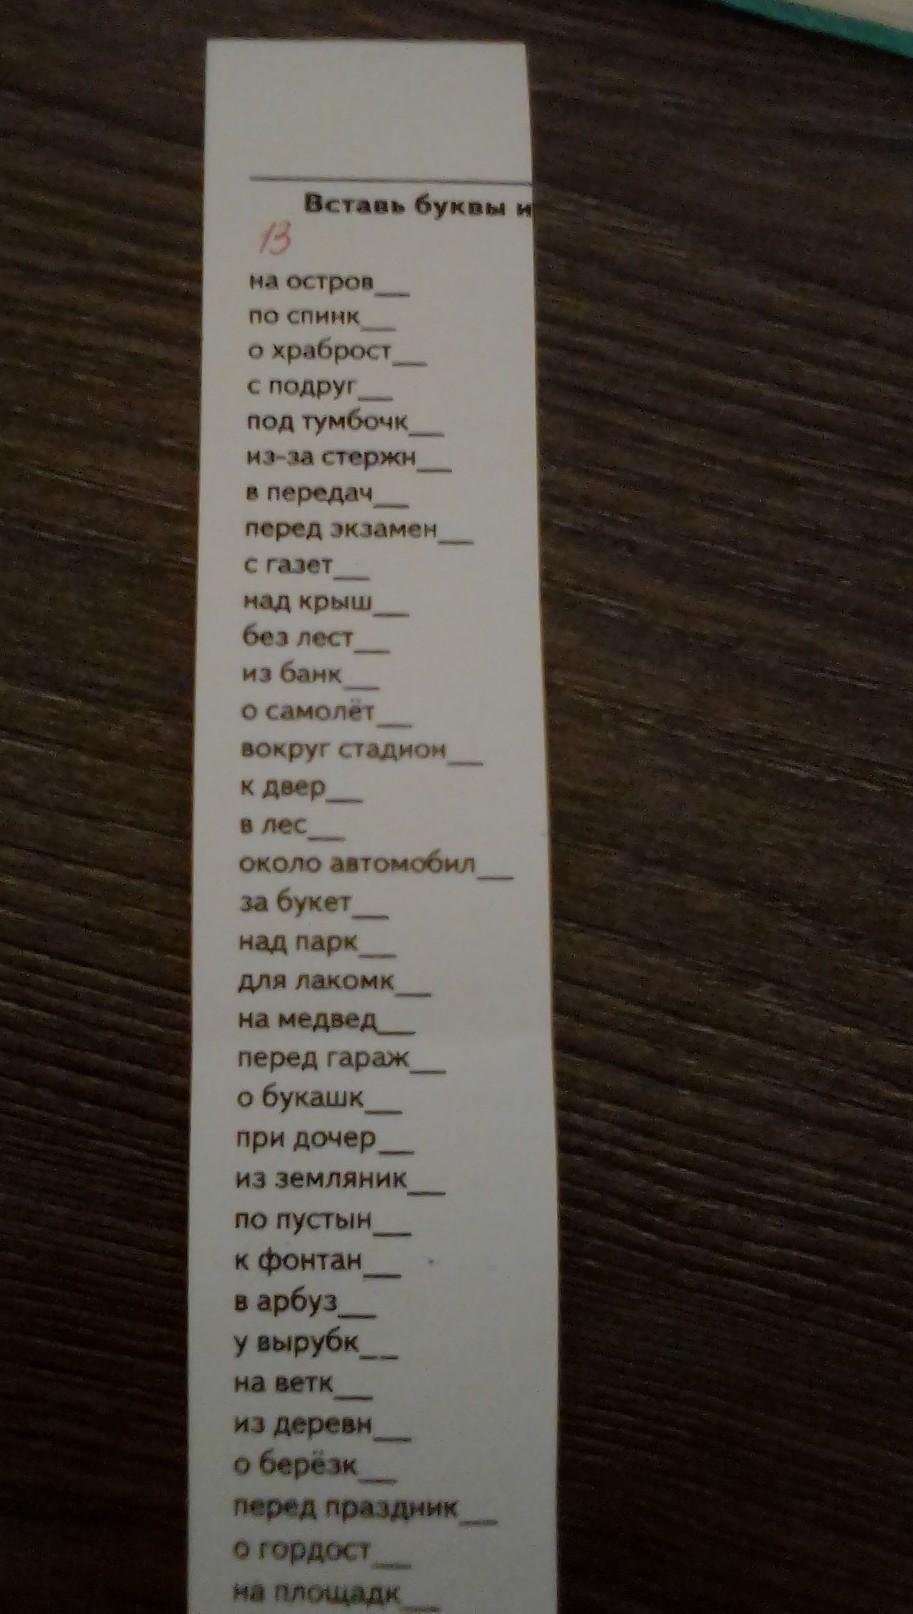 Вставь буквы и
13
на остров__
по спинк__
о храброст__
с подруг__
под тумбочк__
из-за стержн__
в передач__
перед экзамен__
с газет__
над крыш__
без лест__
из банк__
о самолёт__
вокруг стадион__
к двер__
в лес__
около автомобил__
за букет__
над парк__
для лакомк__
на медвед__
перед гараж__
о букашк__
при дочер__
из земляник__
по пустын__
к фонтан__
в арбуз__
у вырубк__
на ветк__
из деревн__
о берёзк__
перед праздник__
о гордост__
на площадк__